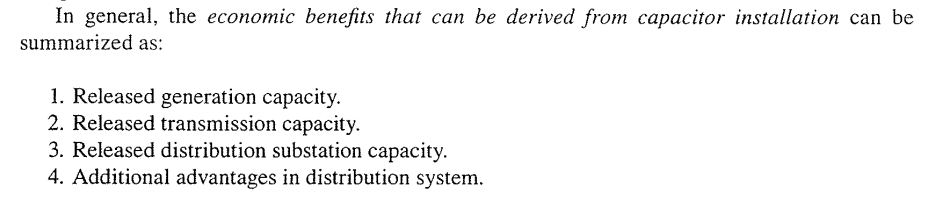 In general, the economic benefits that can be derived from capacitor installation can be
summarized as:
1. Released generation capacity.
2. Released transmission capacity.
3. Released distribution substation capacity.
4. Additional advantages in distribution system.